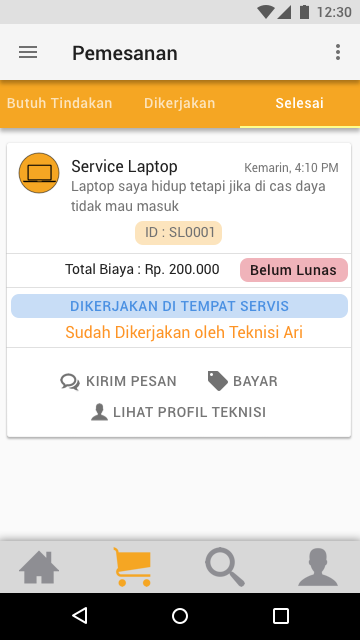 12:30
Pemesanan
Butuh Tindakan Dikerjakan Selesai
Service Laptop Kemarin, 4:10 PM
Laptop saya hidup tetapi jika di cas daya
tidak mau masuk
ID : SL0001
Total Biaya : Rp. 200.000 Belum Lunas
DIKERJAKAN DI TEMPAT SERVIS
Sudah Dikerjakan oleh Teknisi Ari
KIRIM PESAN BAYAR
LIHAT PROFIL TEKNISI